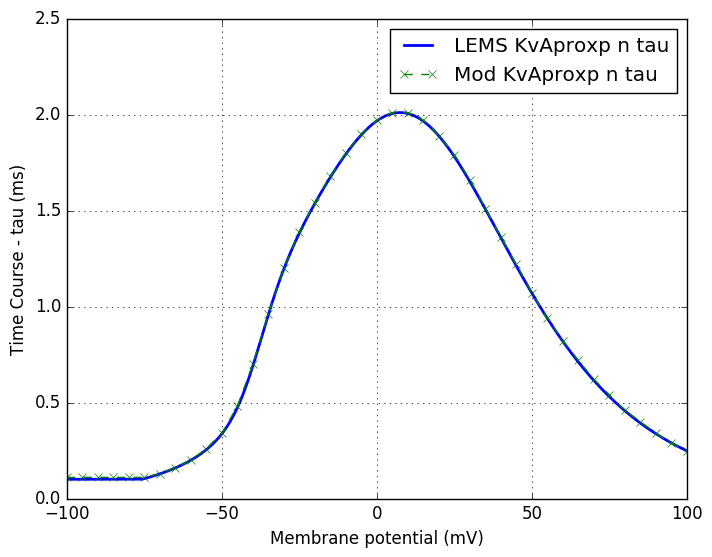 2.5
2.0
1.5
1.0
0.5
0.0
Time Course - tau (ms)
LEMS KvAproxp n tau
Mod KvAproxp n tau
−100
−50
0
50
100
Membrane potential (mV)